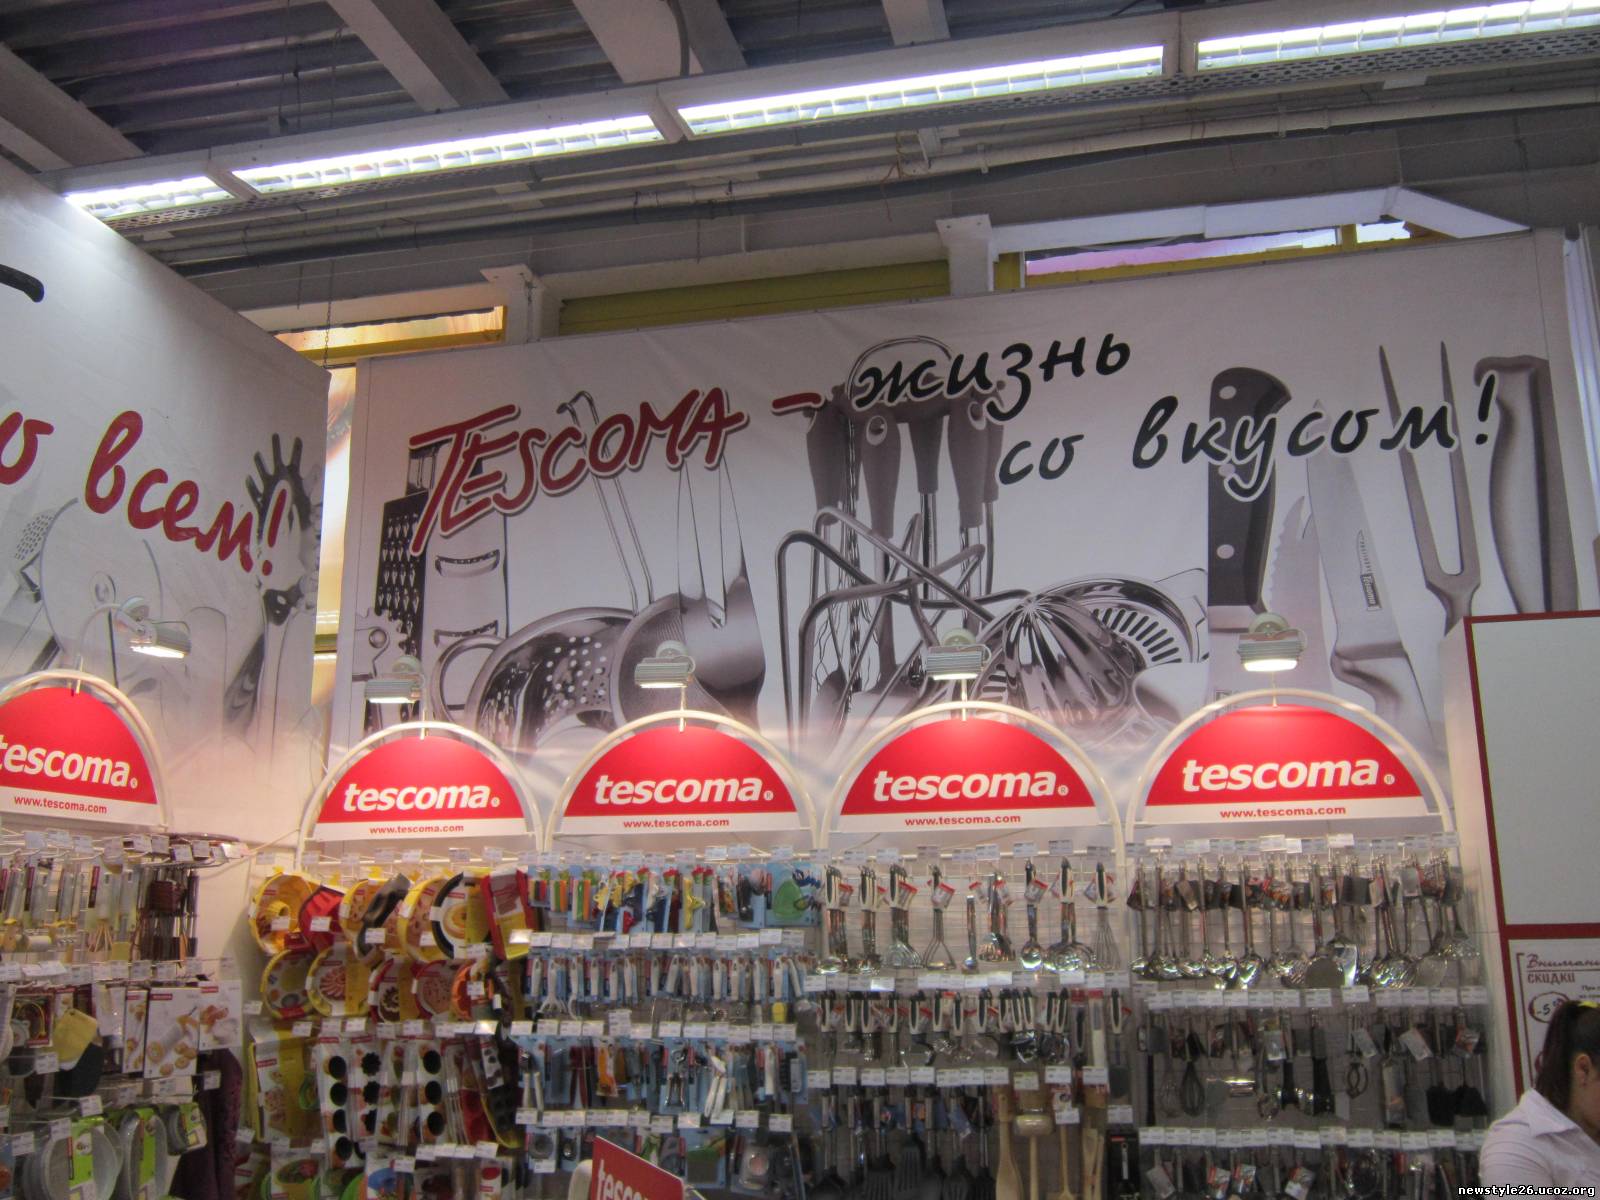 TESCOMA - жизнь
со вкусом!
о всем!
tescoma
www.tescoma.com
tescoma
www.tescoma.com
tescoma
www.tescoma.com
tescoma
www.tescoma.com
tescoma
www.tescoma.com
скидки
tesco
newstyle26.ucoz.org